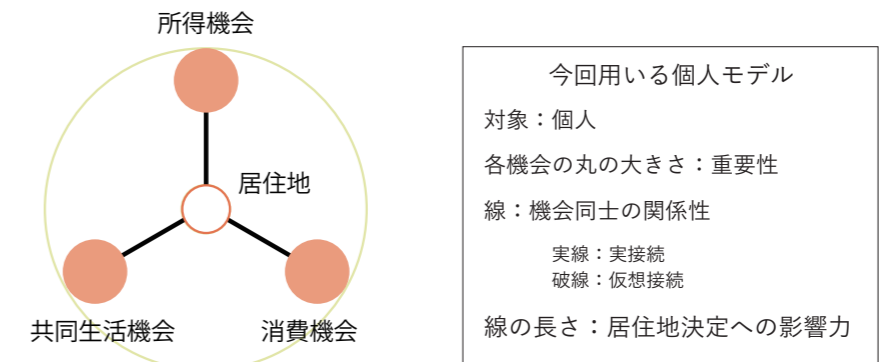 所得機会
居住地
共同生活機会
消費機会
今回用いる個人モデル
対象：個人
各機会の丸の大きさ：重要性
線：機会同士の関係性
実線：実接続
破線：仮想接続
線の長さ：居住地決定への影響力